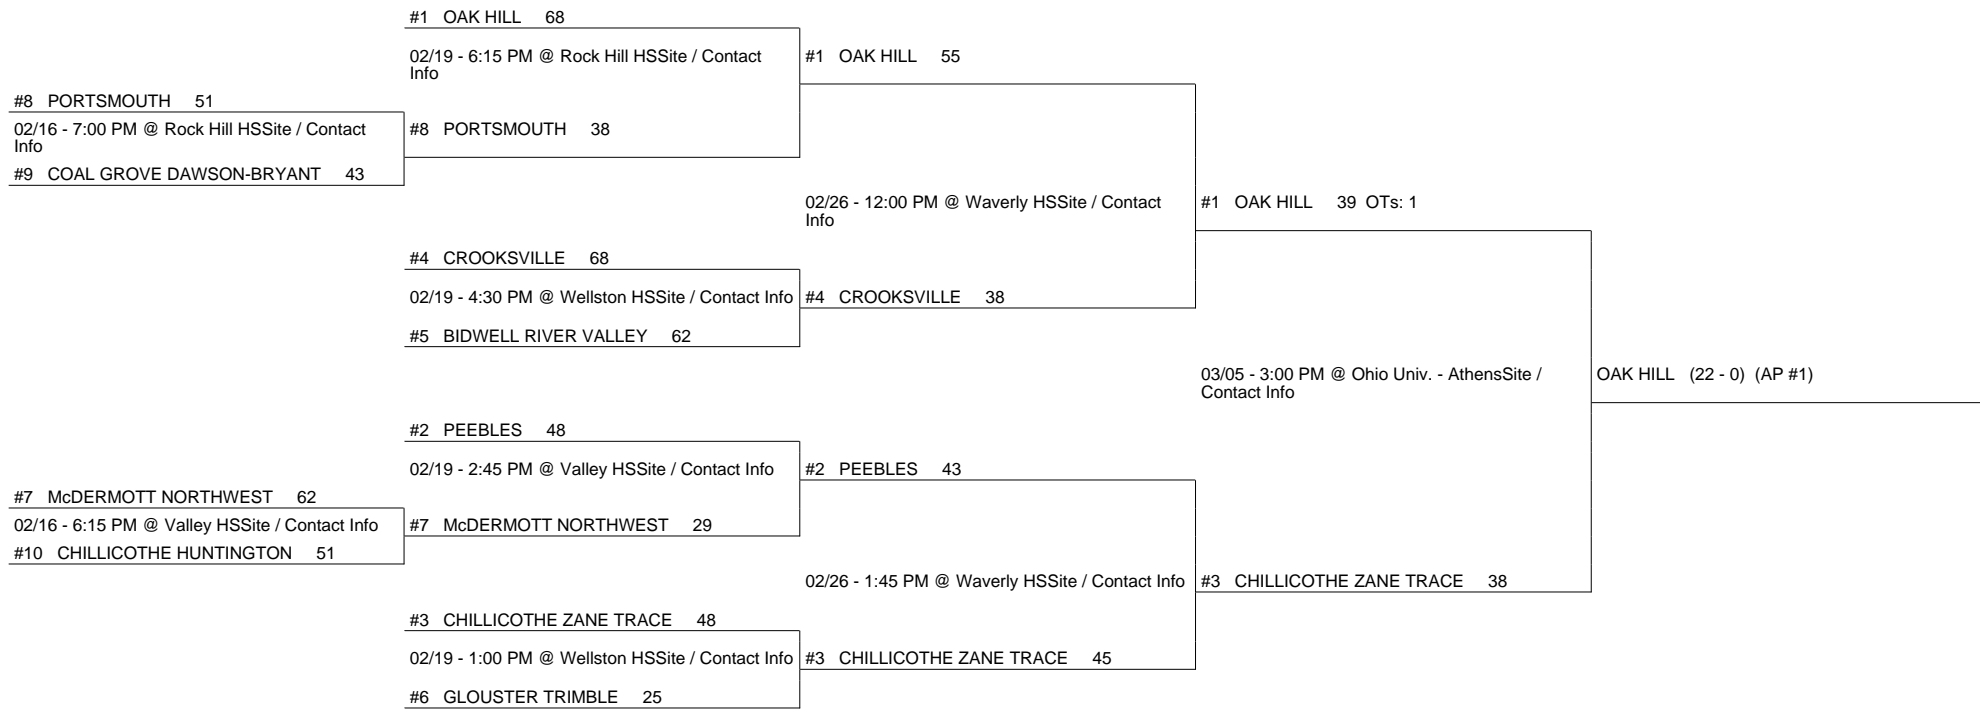 #1 OAK HILL 68
02/19 - 6:15 PM @ Rock Hill HSSite / Contact
Info
#1 OAK HILL 55
#8 PORTSMOUTH 51
02/16 - 7:00 PM @ Rock Hill HSSite / Contact
Info
#8 PORTSMOUTH 38
#9 COAL GROVE DAWSON-BRYANT 43
02/26 - 12:00 PM @ Waverly HSSite / Contact
Info
#1 OAK HILL 39 OTs: 1
#4 CROOKSVILLE 68
02/19 - 4:30 PM @ Wellston HSSite / Contact Info
#4 CROOKSVILLE 38
#5 BIDWELL RIVER VALLEY 62
03/05 - 3:00 PM @ Ohio Univ. - AthensSite /
Contact Info
OAK HILL (22 - 0) (AP #1)
#2 PEEBLES 48
02/19 - 2:45 PM @ Valley HSSite / Contact Info
#2 PEEBLES 43
#7 McDERMOTT NORTHWEST 62
02/16 - 6:15 PM @ Valley HSSite / Contact Info
#7 McDERMOTT NORTHWEST 29
#10 CHILLICOTHE HUNTINGTON 51
02/26 - 1:45 PM @ Waverly HSSite / Contact Info
#3 CHILLICOTHE ZANE TRACE 38
#3 CHILLICOTHE ZANE TRACE 48
02/19 - 1:00 PM @ Wellston HSSite / Contact Info
#3 CHILLICOTHE ZANE TRACE 45
#6 GLOUSTER TRIMBLE 25